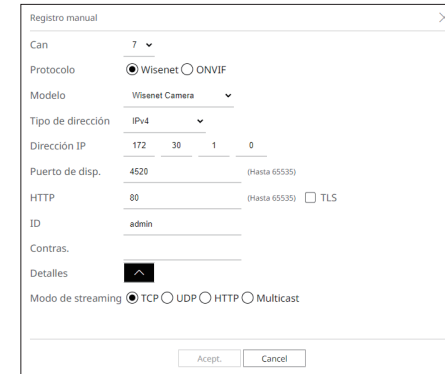 Registro manual
Can 7
Protocolo Wisenet ONVIF
Modelo Wisenet Camera
Tipo de dirección IPv4
Dirección IP 172 30 1 0
Puerto de disp. 4520 (Hasta 65535)
HTTP 80 (Hasta 65535) TLS
ID admin
Contras.
Detalles
Modo de streaming TCP UDP HTTP Multicast
Acept. Cancel